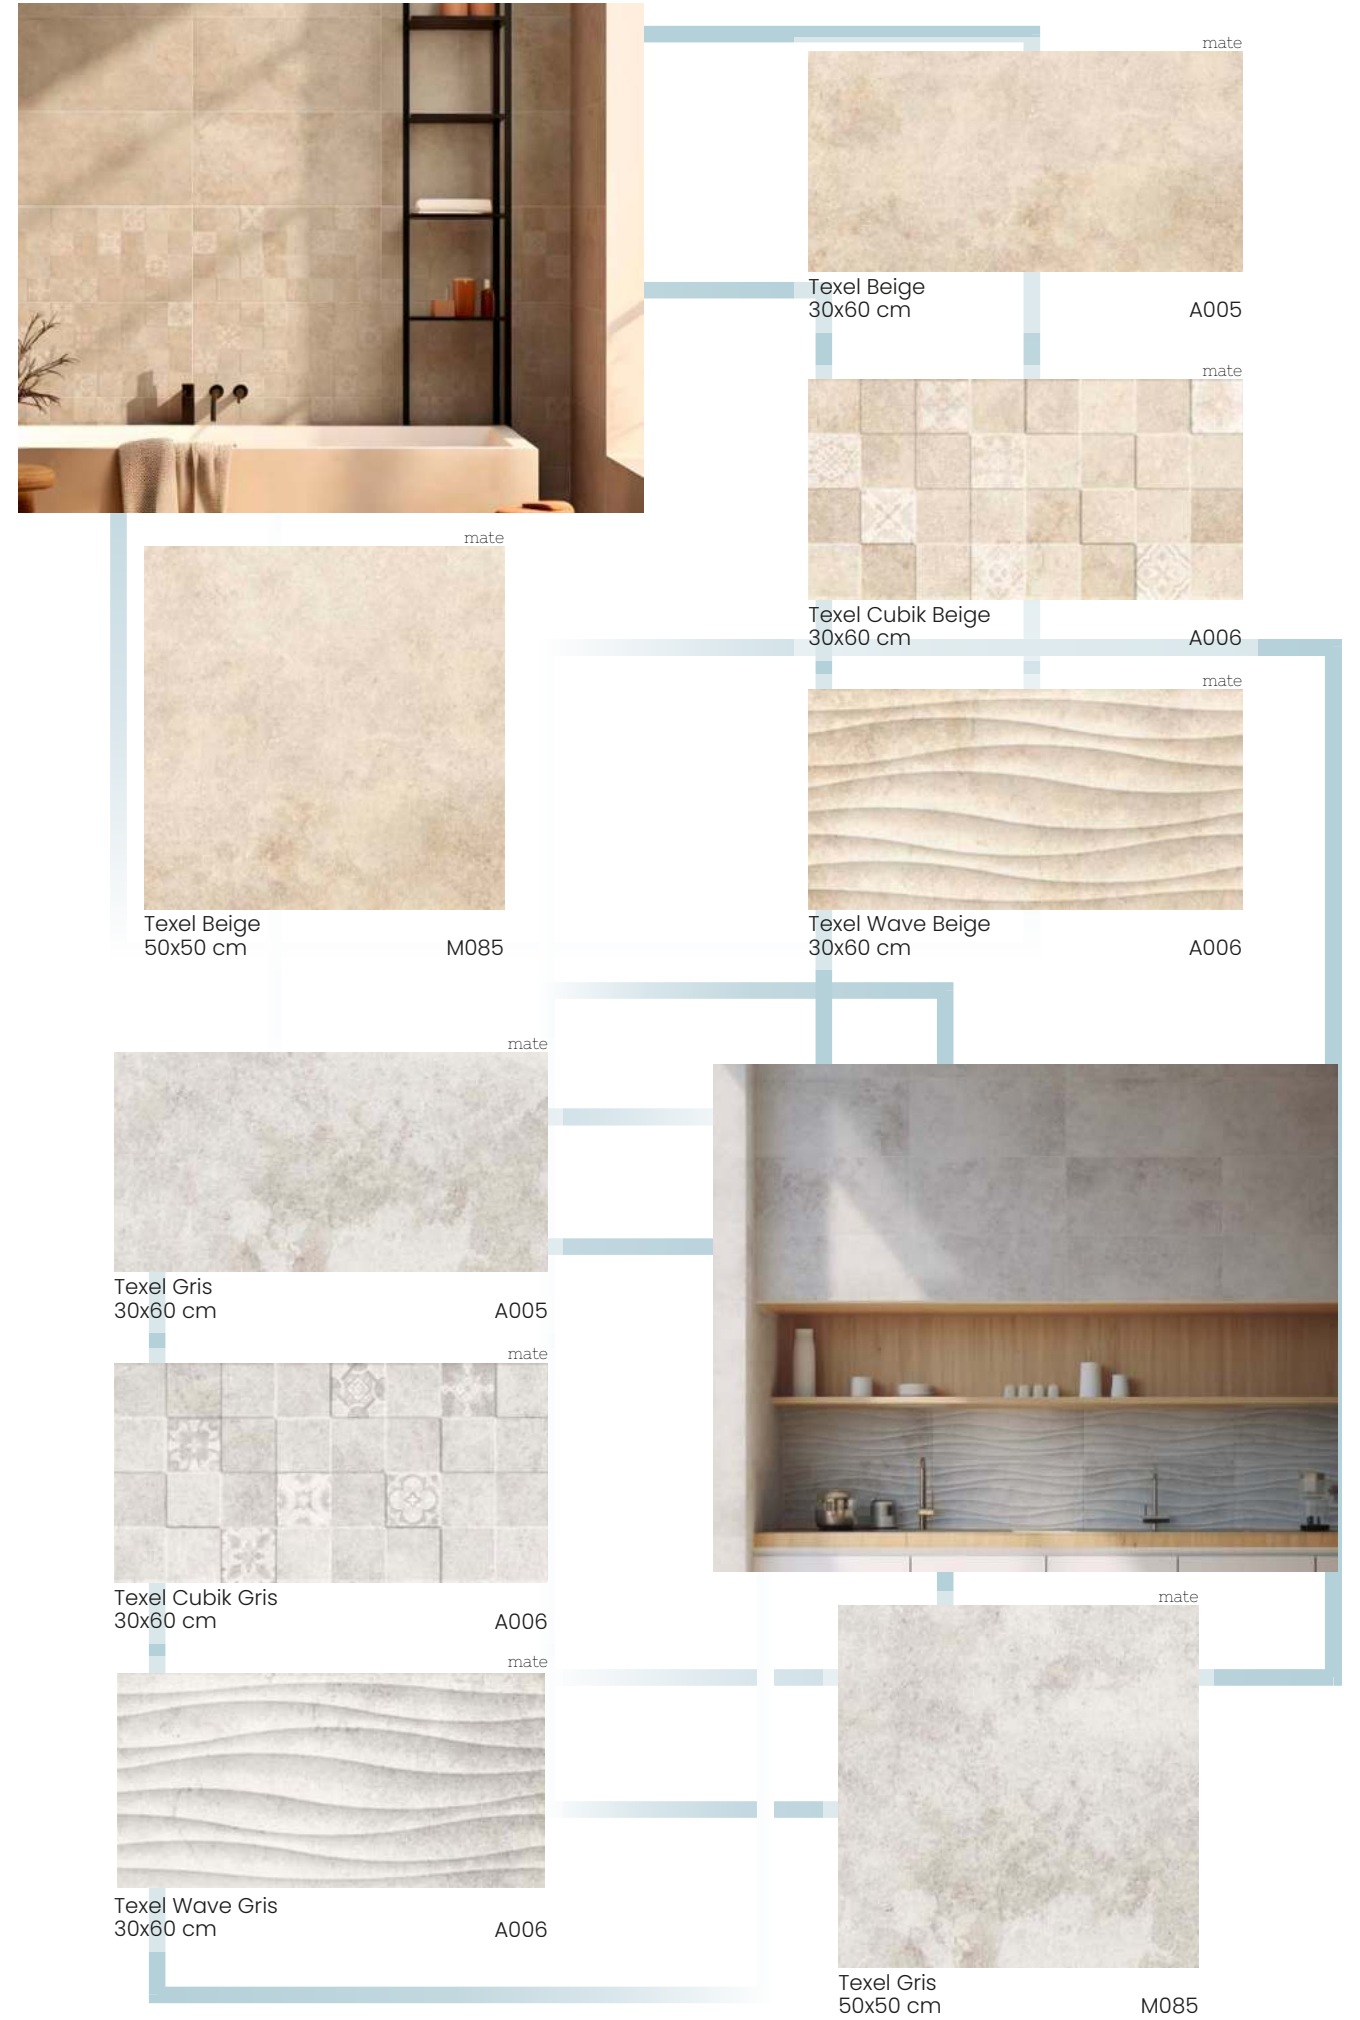 mate
Texel Beige
30x60 cm A005
mate
Texel Cubik Beige
30x60 cm A006
mate
Texel Beige
50x50 cm M085
mate
Texel Wave Beige
30x60 cm A006
mate
Texel Gris
30x60 cm A005
mate
Texel Cubik Gris
30x60 cm A006
mate
Texel Wave Gris
30x60 cm A006
mate
Texel Gris
50x50 cm M085